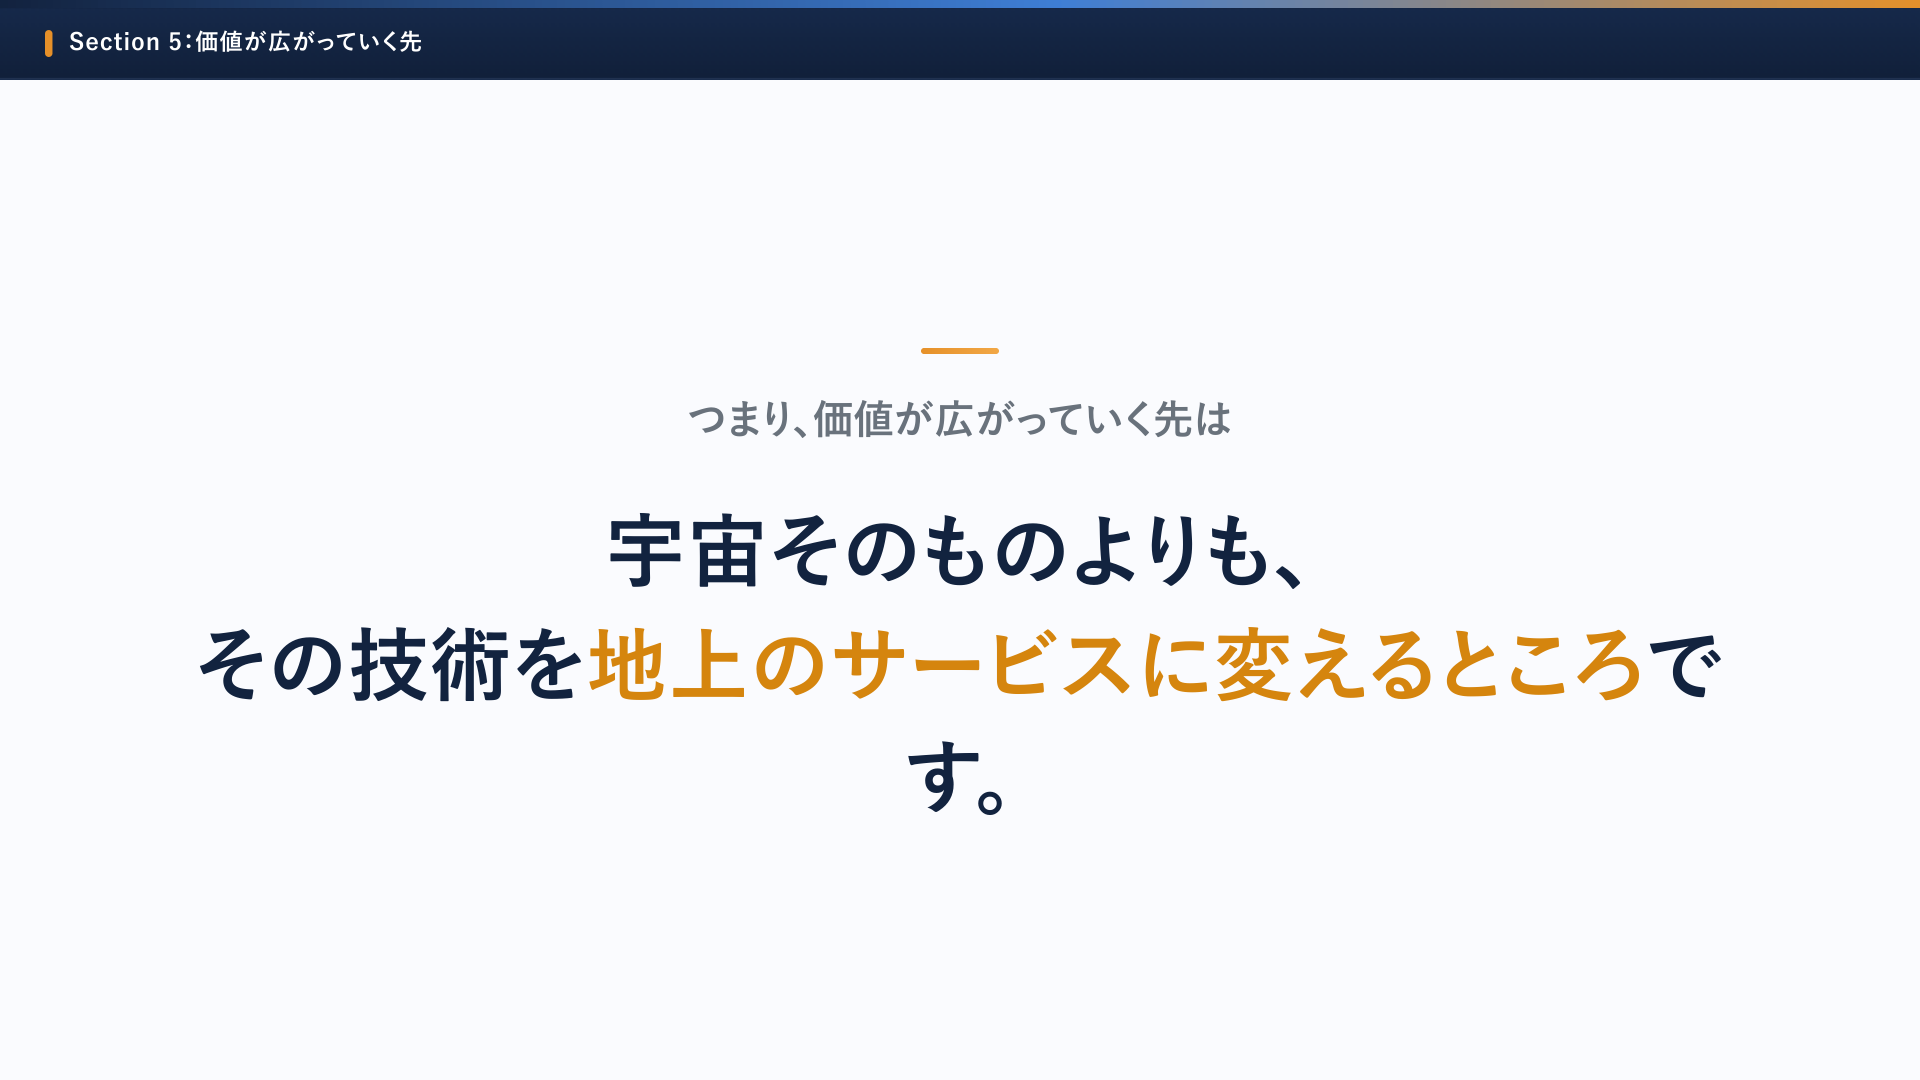 Section 5：価値が広がっていく先
つまり、価値が広がっていく先は
宇宙そのものよりも、
その技術を地上のサービスに変えるところで
す。